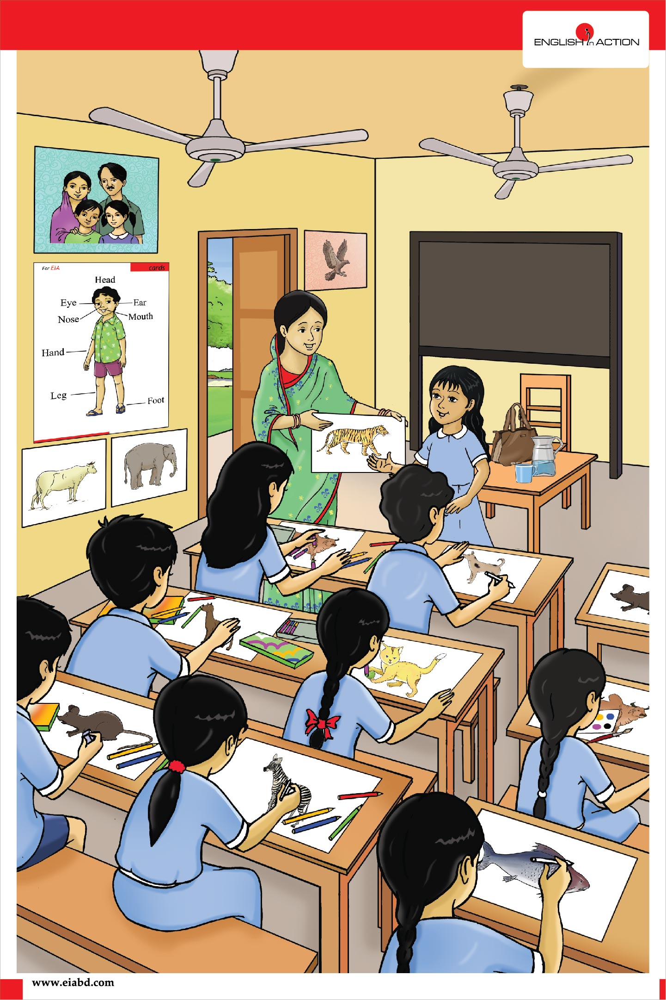 ENGLISH in ACTION
For EIA
cards
Head
Eye
Ear
Nose
Mouth
Hand
Leg
Foot
www.eiabd.com